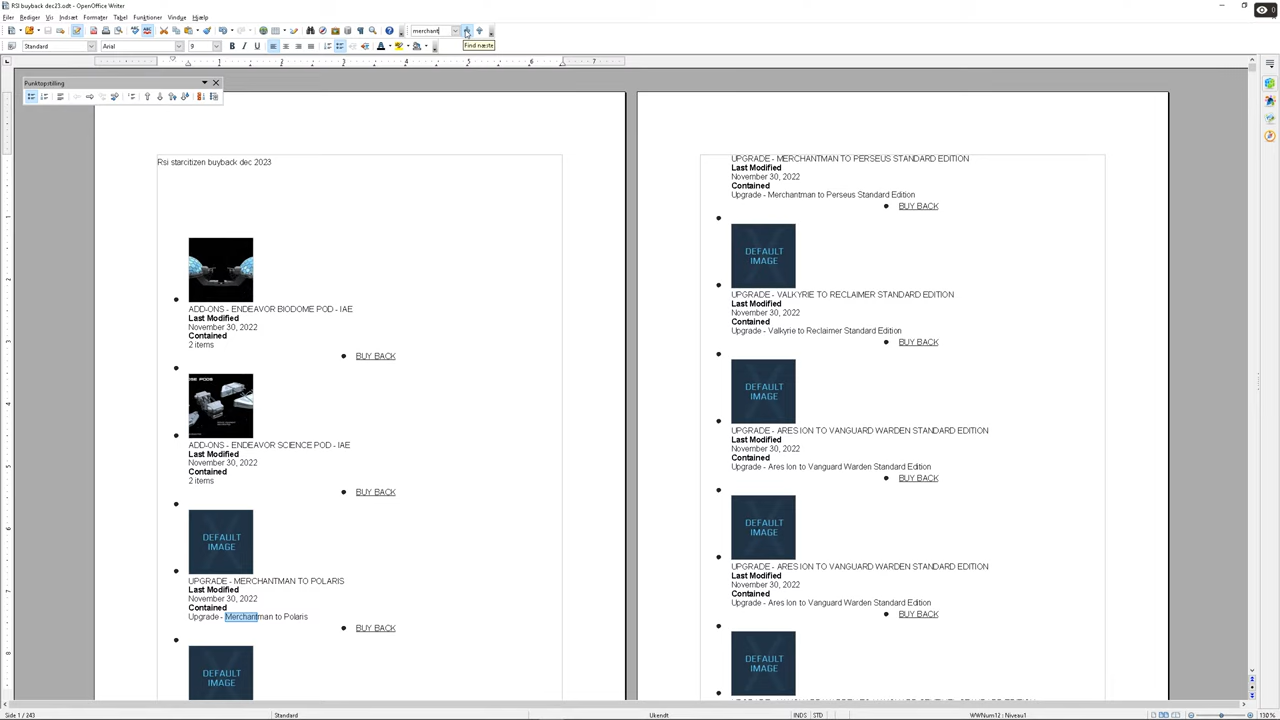 RSI buyback dec23.odt - OpenOffice Writer
Filer Rediger Vis Indsæt Formater Tabel Funktioner Vindue Hjælp
merchant
Find næste
Standard Arial 9
Punktopstilling
Rsi starcitizen buyback dec 2023
ADD-ONS - ENDEAVOR BIODOME POD - IAE
Last Modified
November 30, 2022
Contained
2 items
BUY BACK
ADD-ONS - ENDEAVOR SCIENCE POD - IAE
Last Modified
November 30, 2022
Contained
2 items
BUY BACK
DEFAULT
IMAGE
UPGRADE - MERCHANTMAN TO POLARIS
Last Modified
November 30, 2022
Contained
Upgrade - Merchantman to Polaris
BUY BACK
DEFAULT
IMAGE
UPGRADE - MERCHANTMAN TO PERSEUS STANDARD EDITION
Last Modified
November 30, 2022
Contained
Upgrade - Merchantman to Perseus Standard Edition
BUY BACK
DEFAULT
IMAGE
UPGRADE - VALKYRIE TO RECLAIMER STANDARD EDITION
Last Modified
November 30, 2022
Contained
Upgrade - Valkyrie to Reclaimer Standard Edition
BUY BACK
DEFAULT
IMAGE
UPGRADE - ARES ION TO VANGUARD WARDEN STANDARD EDITION
Last Modified
November 30, 2022
Contained
Upgrade - Ares Ion to Vanguard Warden Standard Edition
BUY BACK
DEFAULT
IMAGE
UPGRADE - ARES ION TO VANGUARD WARDEN STANDARD EDITION
Last Modified
November 30, 2022
Contained
Upgrade - Ares Ion to Vanguard Warden Standard Edition
BUY BACK
DEFAULT
IMAGE
Side 1 / 243 Standard Ukendt INDS STD WWNum12 : Niveau1 130 %